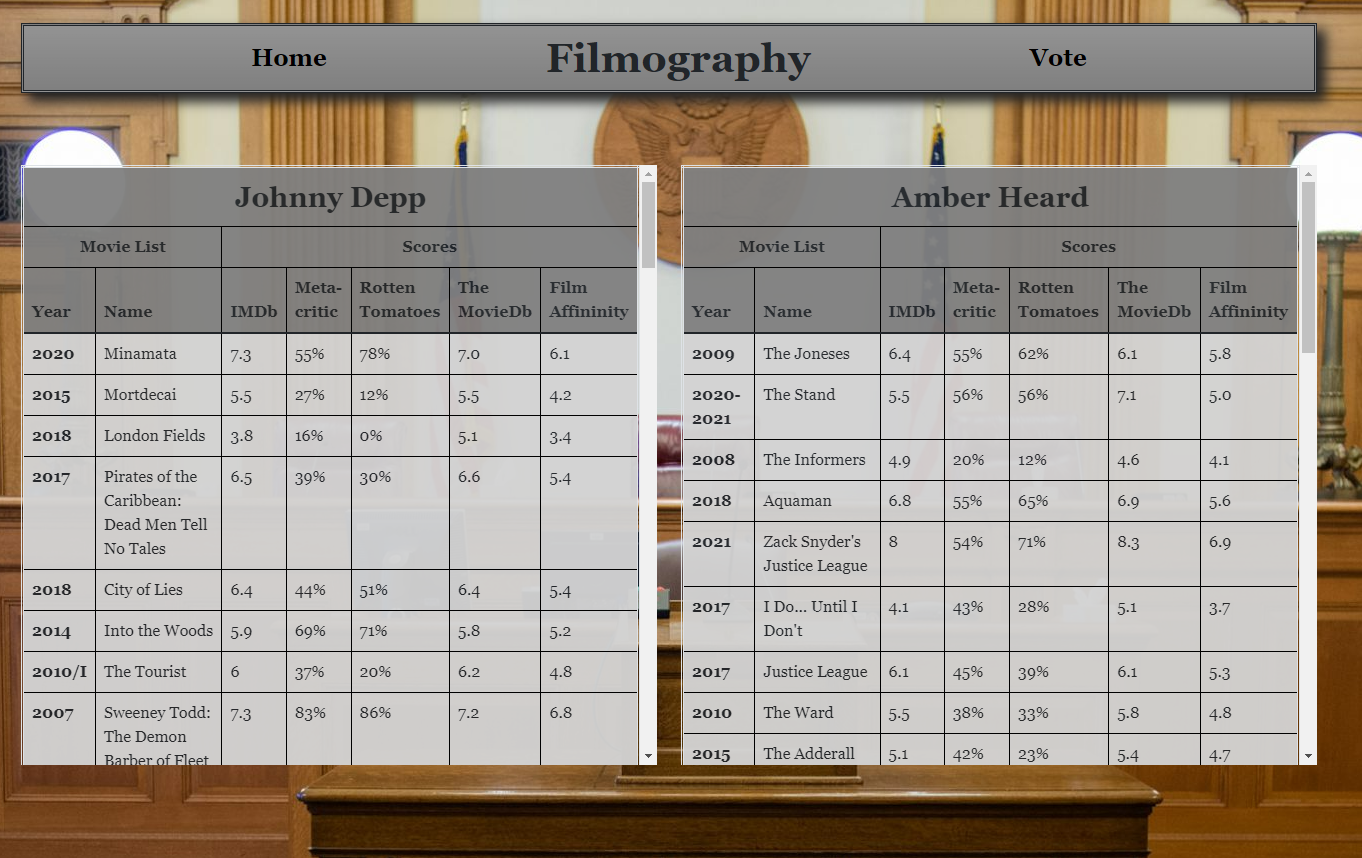 Home Filmography Vote
Johnny Depp
Movie List Scores
Year Name IMDb Meta-critic Rotten Tomatoes The MovieDb Film Affininity
2020 Minamata 7.3 55% 78% 7.0 6.1
2015 Mortdecai 5.5 27% 12% 5.5 4.2
2018 London Fields 3.8 16% 0% 5.1 3.4
2017 Pirates of the 6.5 39% 30% 6.6 5.4
Caribbean:
Dead Men Tell
No Tales
2018 City of Lies 6.4 44% 51% 6.4 5.4
2014 Into the Woods 5.9 69% 71% 5.8 5.2
2010/I The Tourist 6 37% 20% 6.2 4.8
2007 Sweeney Todd: 7.3 83% 86% 7.2 6.8
The Demon
Barber of Fleet
Amber Heard
Movie List Scores
Year Name IMDb Meta-critic Rotten Tomatoes The MovieDb Film Affininity
2009 The Joneses 6.4 55% 62% 6.1 5.8
2020- The Stand 5.5 56% 56% 7.1 5.0
2021
2008 The Informers 4.9 20% 12% 4.6 4.1
2018 Aquaman 6.8 55% 65% 6.9 5.6
2021 Zack Snyder's 8 54% 71% 8.3 6.9
Justice League
2017 I Do... Until I 4.1 43% 28% 5.1 3.7
Don't
2017 Justice League 6.1 45% 39% 6.1 5.3
2010 The Ward 5.5 38% 33% 5.8 4.8
2015 The Adderall 5.1 42% 23% 5.4 4.7